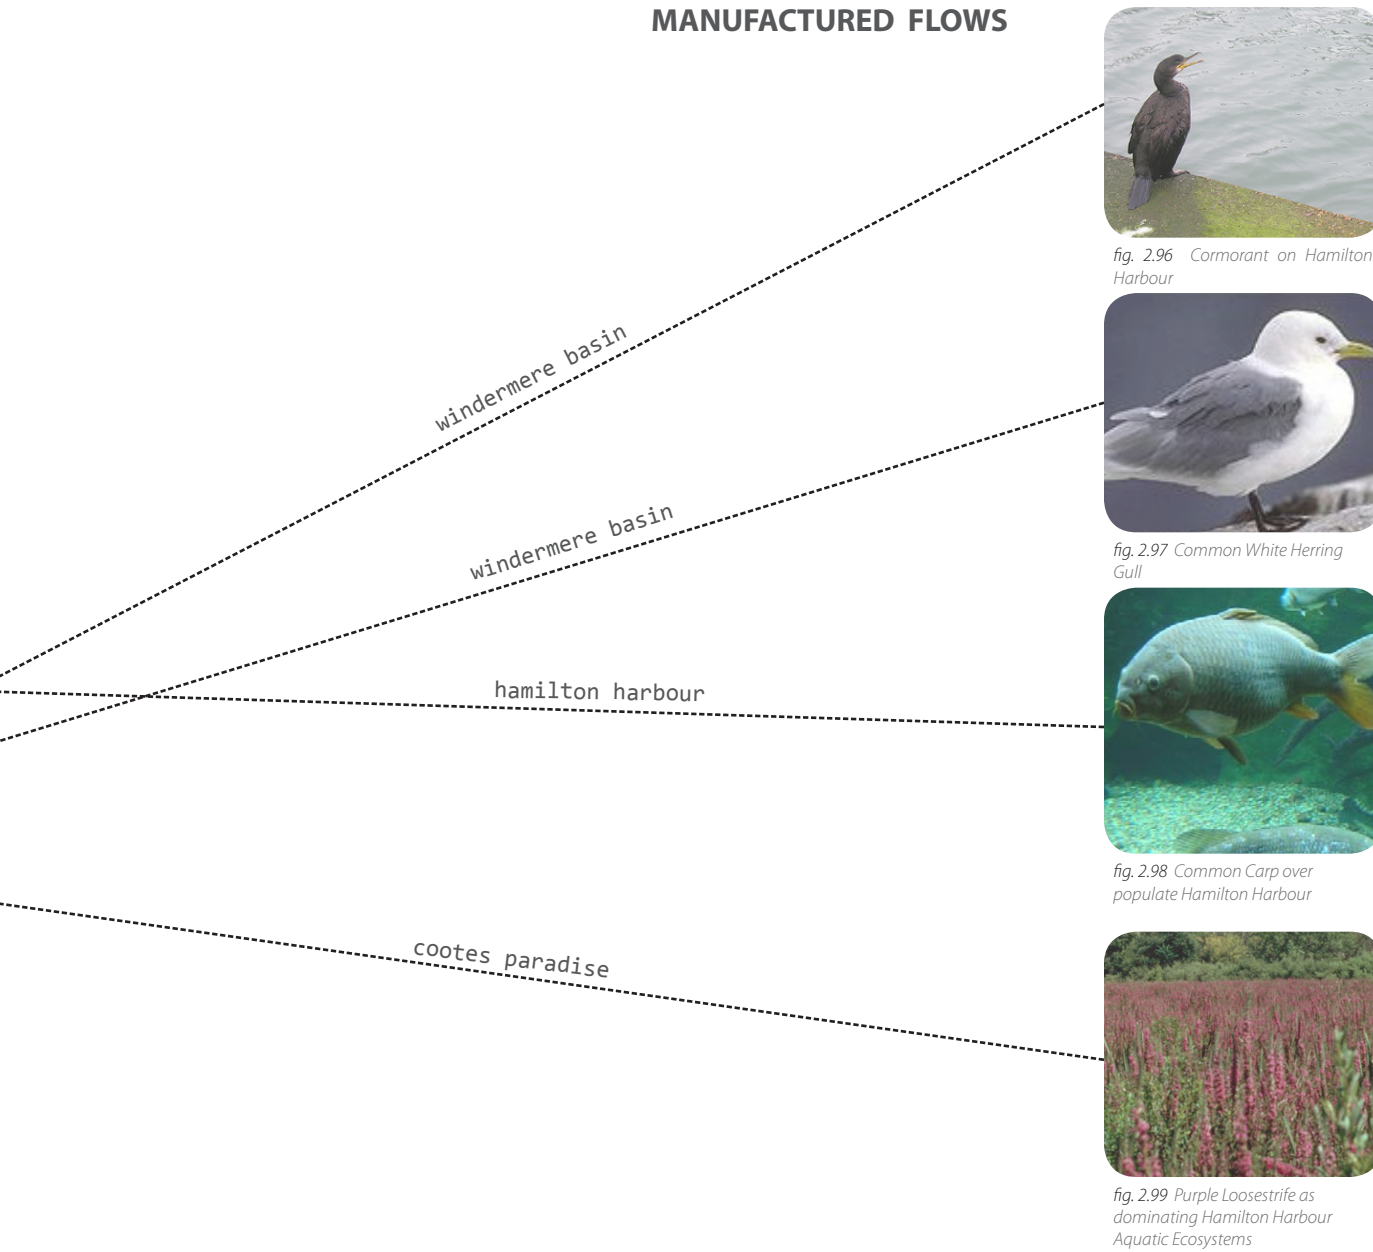 MANUFACTURED FLOWS
fig. 2.96 Cormorant on Hamilton
Harbour
windermere basin
windermere basin
fig. 2.97 Common White Herring
Gull
hamilton harbour
fig. 2.98 Common Carp over
populate Hamilton Harbour
cootes paradise
fig. 2.99 Purple Loosestrife as
dominating Hamilton Harbour
Aquatic Ecosystems